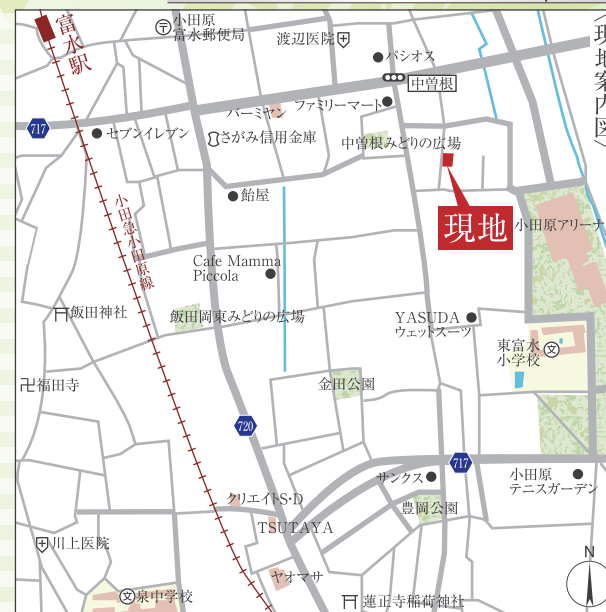 〈現地案内図〉
富水駅
小田原
富水郵便局
渡辺医院
パシオス
中曽根
バーミヤン
ファミリーマート
717
セブンイレブン
さがみ信用金庫
中曽根みどりの広場
飴屋
現地
小田原アリーナ
小田急小田原線
Cafe Mamma
Piccola
飯田神社
飯田岡東みどりの広場
YASUDA
ウェットスーツ
東富水
小学校
文
福田寺
金田公園
720
717
サンクス
小田原
テニスガーデン
クリエイトS・D
豊岡公園
TSUTAYA
川上医院
ヤオマサ
N
文
泉中学校
蓮正寺稲荷神社